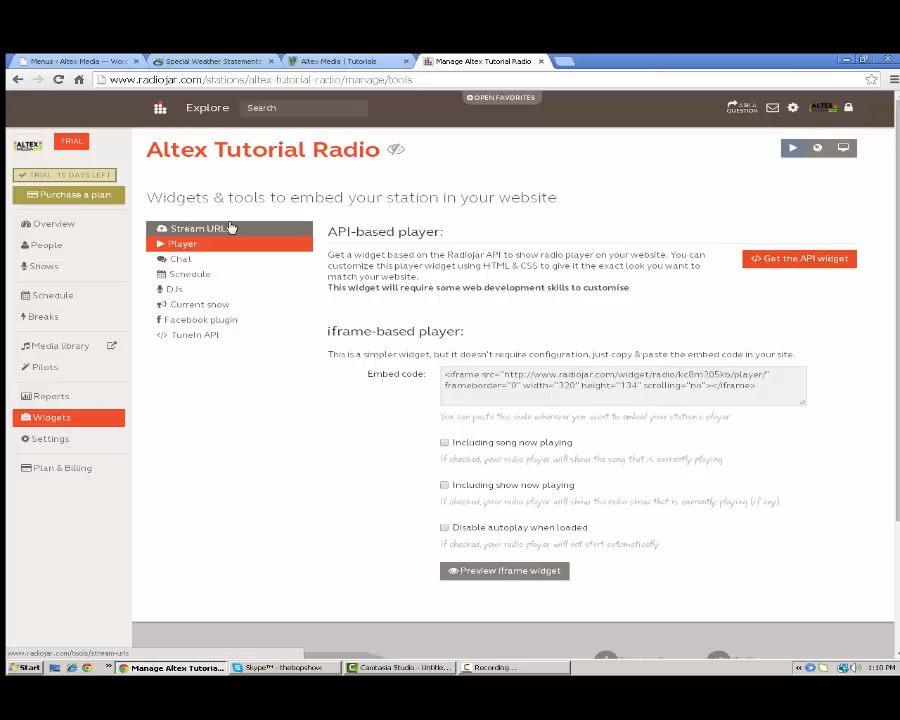 Menus ‹ Altex Media — Wor
Special Weather Statements
Altex Media | Tutorials
Manage Altex Tutorial Radio
www.radiojar.com/stations/altex-tutorial-radio/manage/tools
OPEN FAVORITES
Explore
Search
ASK A QUESTION
ALTEX
ALTEX MEDIA
TRIAL
Altex Tutorial Radio
TRIAL: 15 DAYS LEFT
Purchase a plan
Widgets & tools to embed your station in your website
Overview
People
Shows
Schedule
Breaks
Media library
Pilots
Reports
Widgets
Settings
Plan & Billing
Stream URLs
Player
Chat
Schedule
DJs
Current show
Facebook plugin
TuneIn API
API-based player:
Get a widget based on the Radiojar API to show radio player on your website. You can
customize this player widget using HTML & CSS to give it the exact look you want to
match your website.
This widget will require some web development skills to customise.
</> Get the API widget
iframe-based player:
This is a simpler widget, but it doesn't require configuration, just copy & paste the embed code in your site.
Embed code:
<iframe src="http://www.radiojar.com/widget/radio/kc8m205kb/player/"
frameborder="0" width="320" height="134" scrolling="no"></iframe>
You can paste this code wherever you want to embed your station's player
Including song now playing
If checked, your radio player will show the song that is currently playing
Including show now playing
If checked, your radio player will show the radio show that is currently playing (if any)
Disable autoplay when loaded
If checked, your radio player will not start automatically
Preview iframe widget
www.radiojar.com/tools/stream-urls
Start
Manage Altex Tutoria...
Skype™ - thebopshow
Camtasia Studio - Untitle...
Recording...
1:10 PM